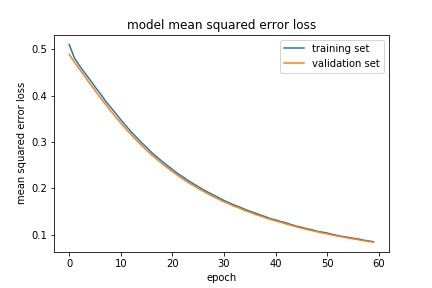 model mean squared error loss
training set
validation set
mean squared error loss
0.5
0.4
0.3
0.2
0.1
0 10 20 30 40 50 60
epoch